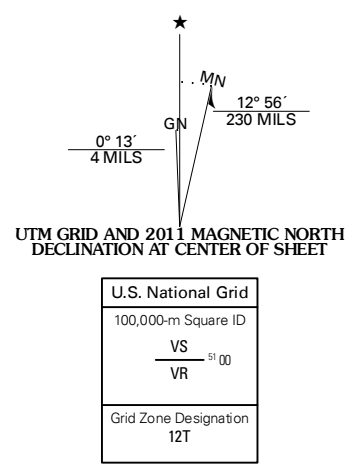 ★
MN
GN
12° 56´
230 MILS
0° 13´
4 MILS
UTM GRID AND 2011 MAGNETIC NORTH
DECLINATION AT CENTER OF SHEET
U.S. National Grid
100,000-m Square ID
VS
51 00
VR
Grid Zone Designation
12T